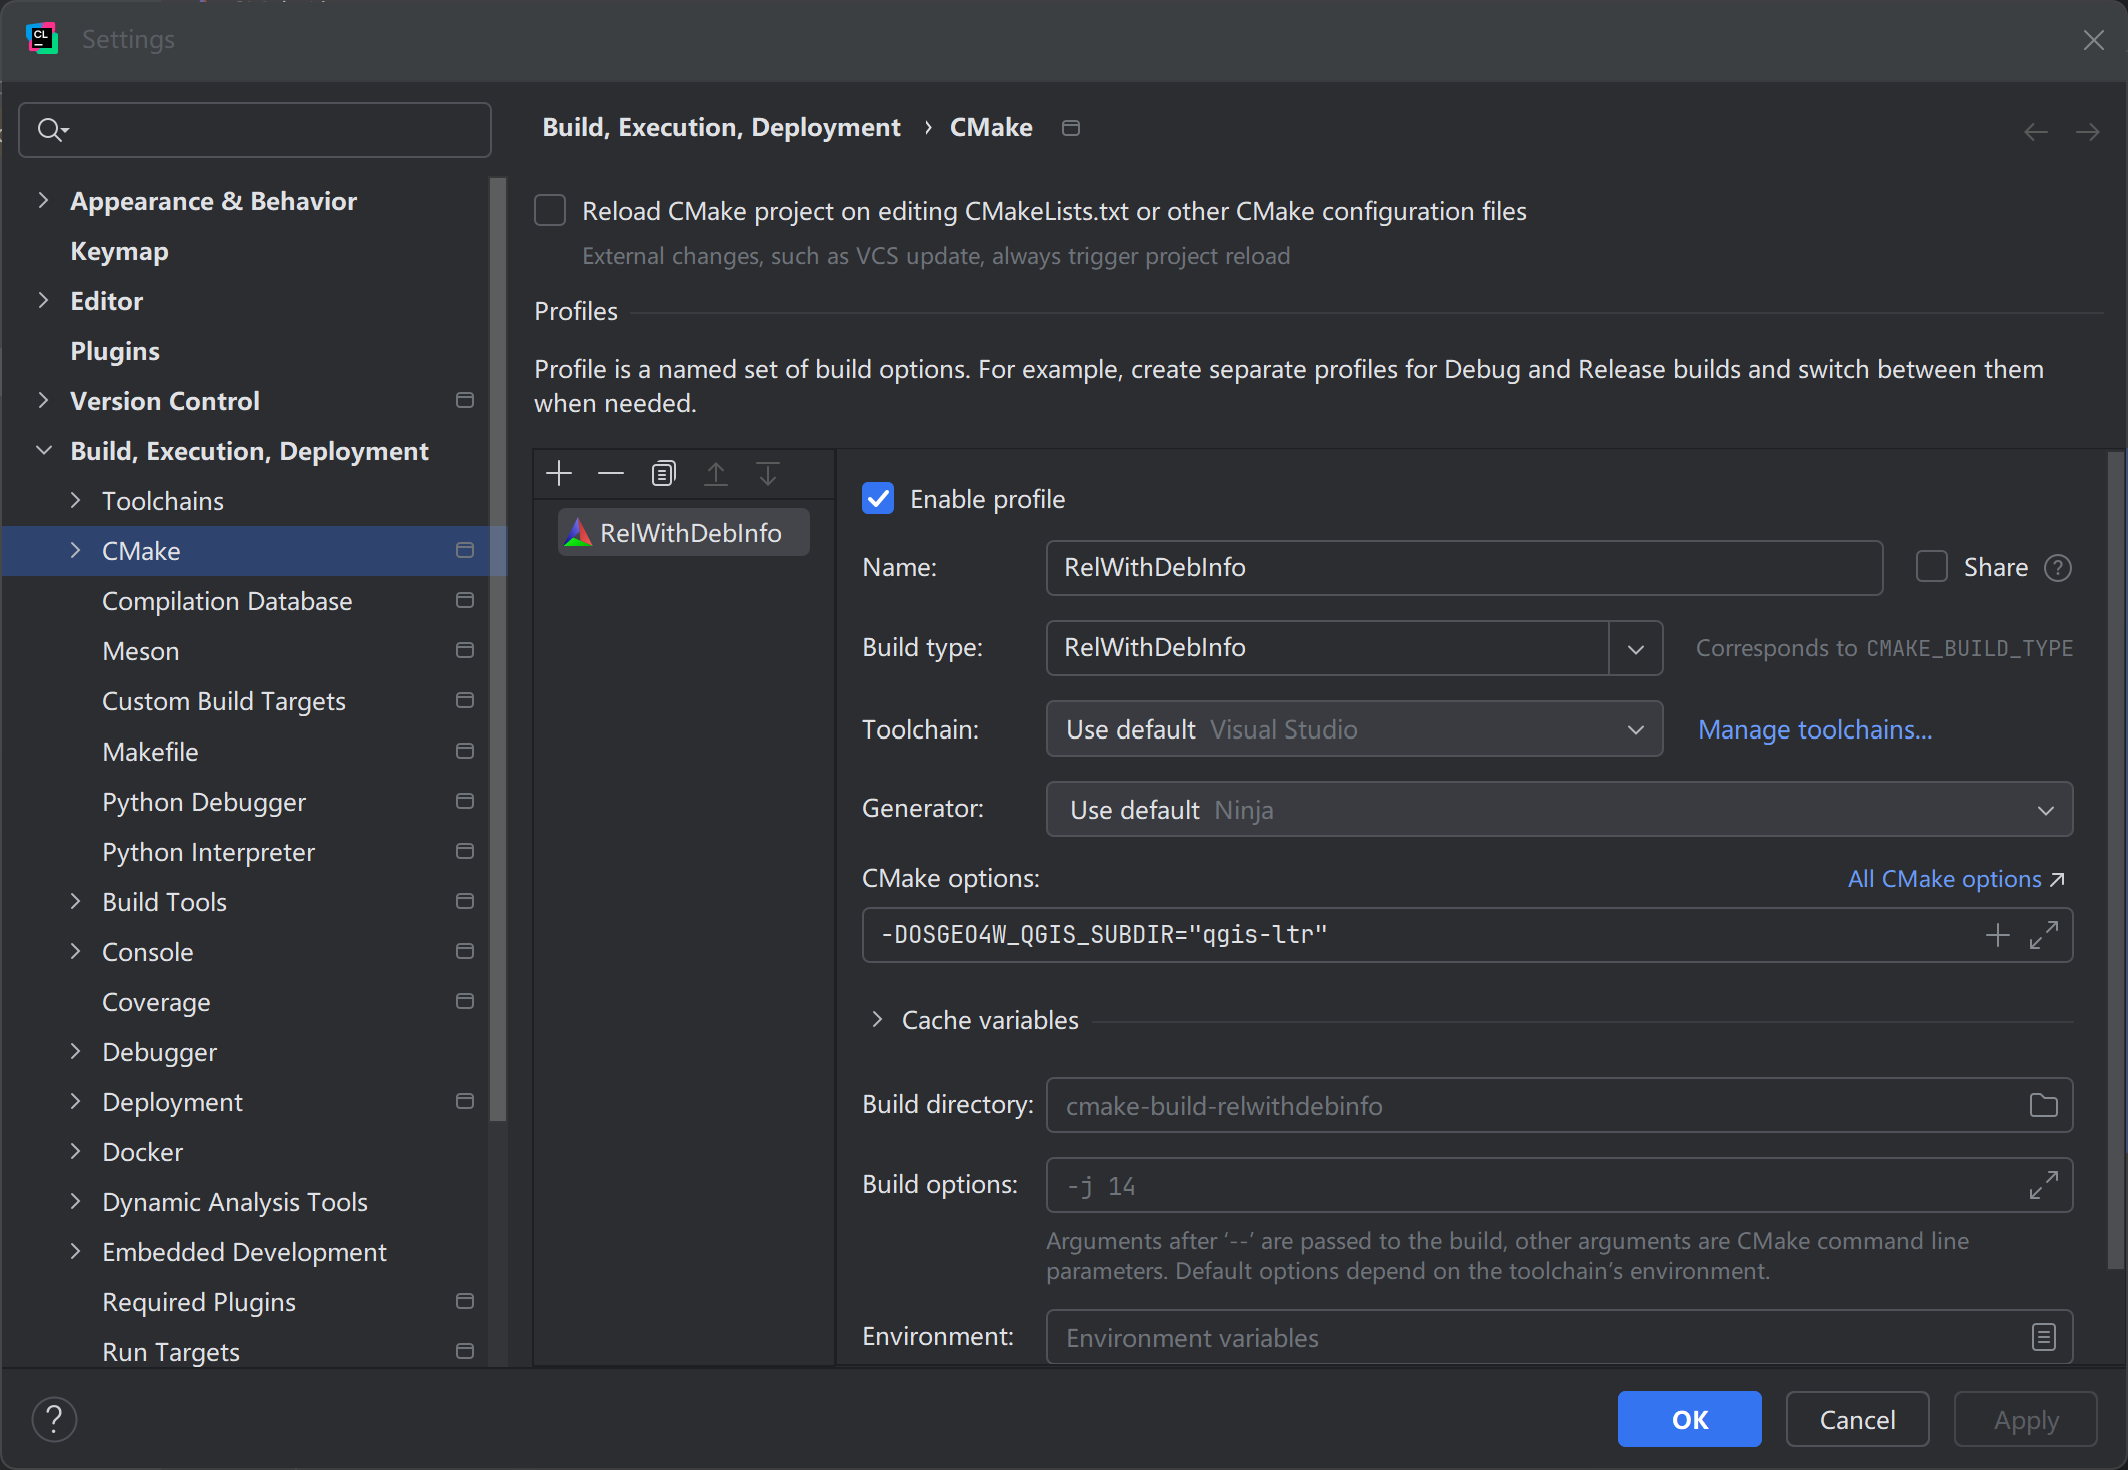 CL
Settings
Appearance & Behavior
Keymap
Editor
Plugins
Version Control
Build, Execution, Deployment
Toolchains
CMake
Compilation Database
Meson
Custom Build Targets
Makefile
Python Debugger
Python Interpreter
Build Tools
Console
Coverage
Debugger
Deployment
Docker
Dynamic Analysis Tools
Embedded Development
Required Plugins
Run Targets
Build, Execution, Deployment › CMake
Reload CMake project on editing CMakeLists.txt or other CMake configuration files
External changes, such as VCS update, always trigger project reload
Profiles
Profile is a named set of build options. For example, create separate profiles for Debug and Release builds and switch between them
when needed.
RelWithDebInfo
Enable profile
Name: RelWithDebInfo Share ?
Build type: RelWithDebInfo Corresponds to CMAKE_BUILD_TYPE
Toolchain: Use default Visual Studio Manage toolchains...
Generator: Use default Ninja
CMake options: All CMake options ↗
-DOSGEO4W_QGIS_SUBDIR="qgis-ltr"
Cache variables
Build directory: cmake-build-relwithdebinfo
Build options: -j 14
Arguments after ‘--’ are passed to the build, other arguments are CMake command line
parameters. Default options depend on the toolchain’s environment.
Environment: Environment variables
? OK Cancel Apply